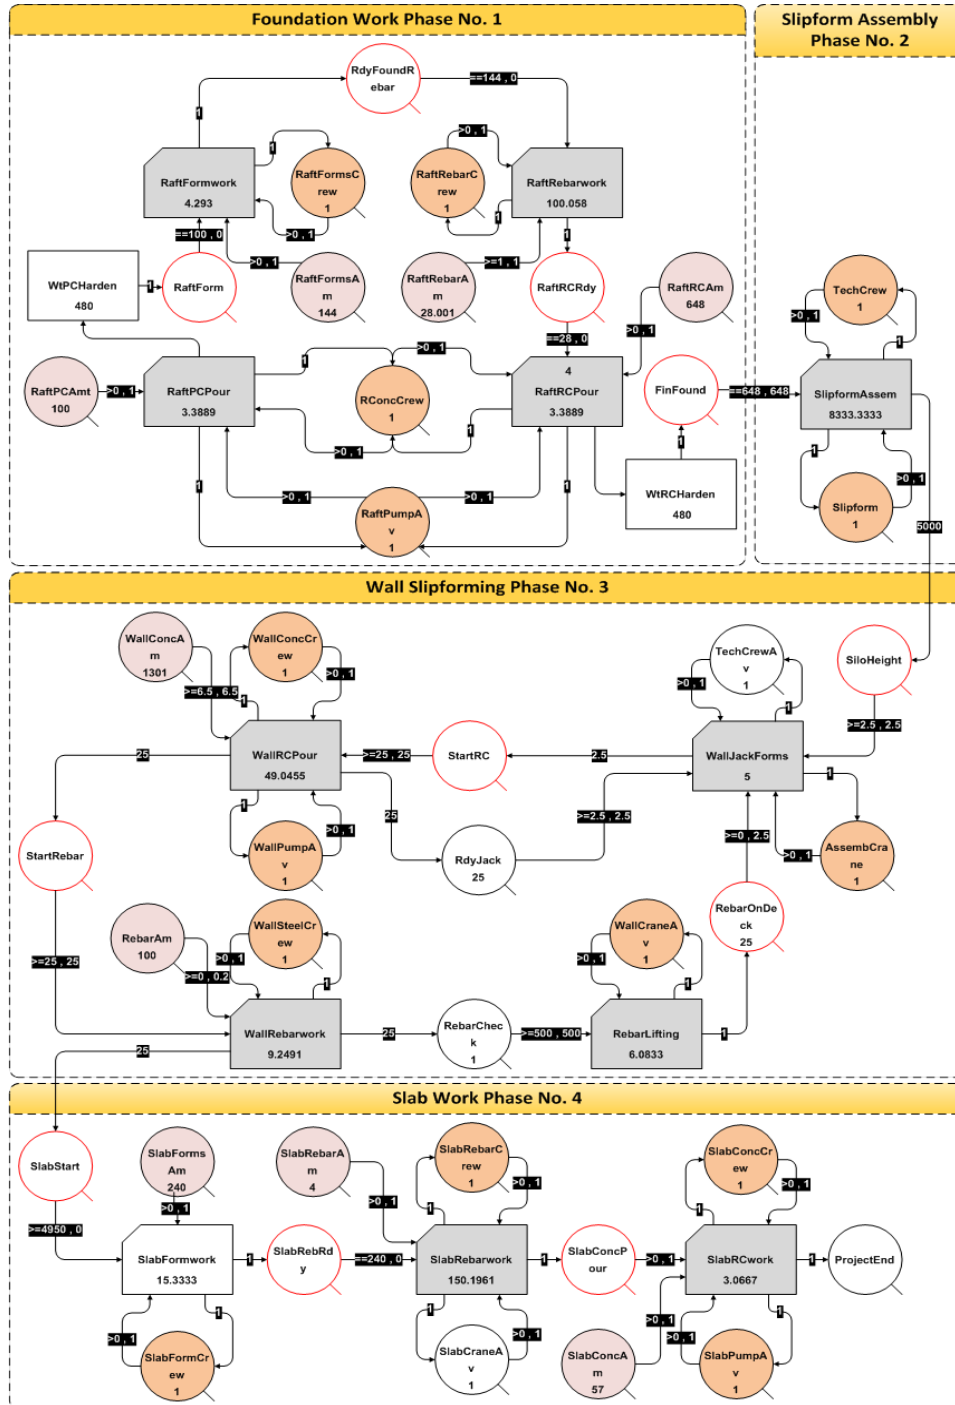 Foundation Work Phase No. 1
Slipform Assembly
Phase No. 2
RdyFoundR
ebar
==144 , 0
1
1
>0 , 1
RaftFormwork
4.293
RaftFormsC
rew
1
RaftRebarC
rew
1
RaftRebarwork
100.058
>0 , 1
1
==100 , 0
>0 , 1
>=1 , 1
1
WtPCHarden
480
1
RaftForm
RaftFormsA
m
144
RaftRebarA
m
28.001
RaftRCRdy
RaftRCAm
648
TechCrew
1
>0 , 1
1
==28 , 0
>0 , 1
1
>0 , 1
4
RaftPCAmt
100
>0 , 1
RaftPCPour
3.3889
RConcCrew
1
RaftRCPour
3.3889
FinFound
==648 , 648
SlipformAssem
8333.3333
1
>0 , 1
1
1
1
>0 , 1
1
>0 , 1
>0 , 1
1
RaftPumpA
v
1
WtRCHarden
480
Slipform
1
5000
Wall Slipforming Phase No. 3
WallConcA
m
1301
WallConcCr
ew
1
TechCrewA
v
1
SiloHeight
>0 , 1
>=6.5 , 6.5
1
>0 , 1
1
>=2.5 , 2.5
25
WallRCPour
49.0455
>=25 , 25
StartRC
2.5
WallJackForms
5
1
1
>0 , 1
25
>=2.5 , 2.5
>=0 , 2.5
>0 , 1
StartRebar
WallPumpA
v
1
RdyJack
25
AssembCra
ne
1
RebarOnDe
ck
25
RebarAm
100
WallSteelCr
ew
1
WallCraneA
v
1
>=25 , 25
>=0 , 0.2
>0 , 1
1
>0 , 1
1
WallRebarwork
9.2491
25
RebarChec
k
1
>=500 , 500
RebarLifting
6.0833
1
25
Slab Work Phase No. 4
SlabStart
SlabForms
Am
240
SlabRebarA
m
4
SlabRebarC
rew
1
SlabConcCr
ew
1
>=4950 , 0
>0 , 1
>0 , 1
1
>0 , 1
1
>0 , 1
SlabFormwork
15.3333
1
SlabRebRd
y
==240 , 0
SlabRebarwork
150.1961
1
SlabConcP
our
>0 , 1
SlabRCwork
3.0667
1
ProjectEnd
>0 , 1
1
1
>0 , 1
>0 , 1
>0 , 1
1
SlabFormCr
ew
1
SlabCraneA
v
1
SlabConcA
m
57
SlabPumpA
v
1